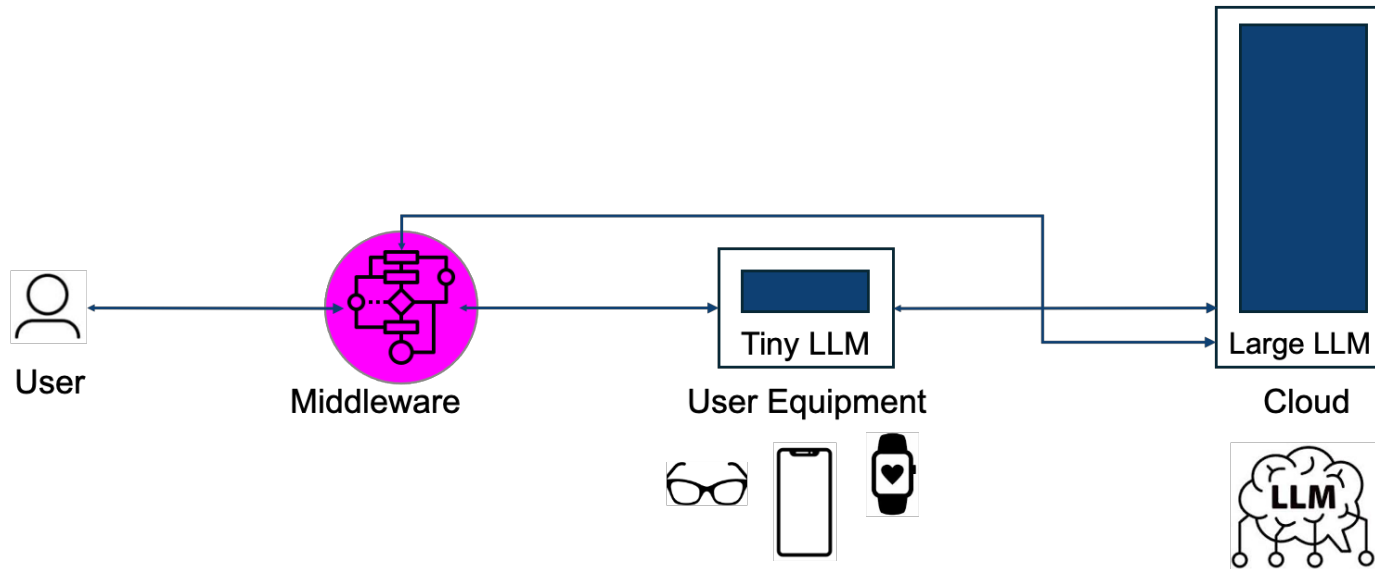 Tiny LLM
Large LLM
User
Middleware
User Equipment
Cloud
LLM